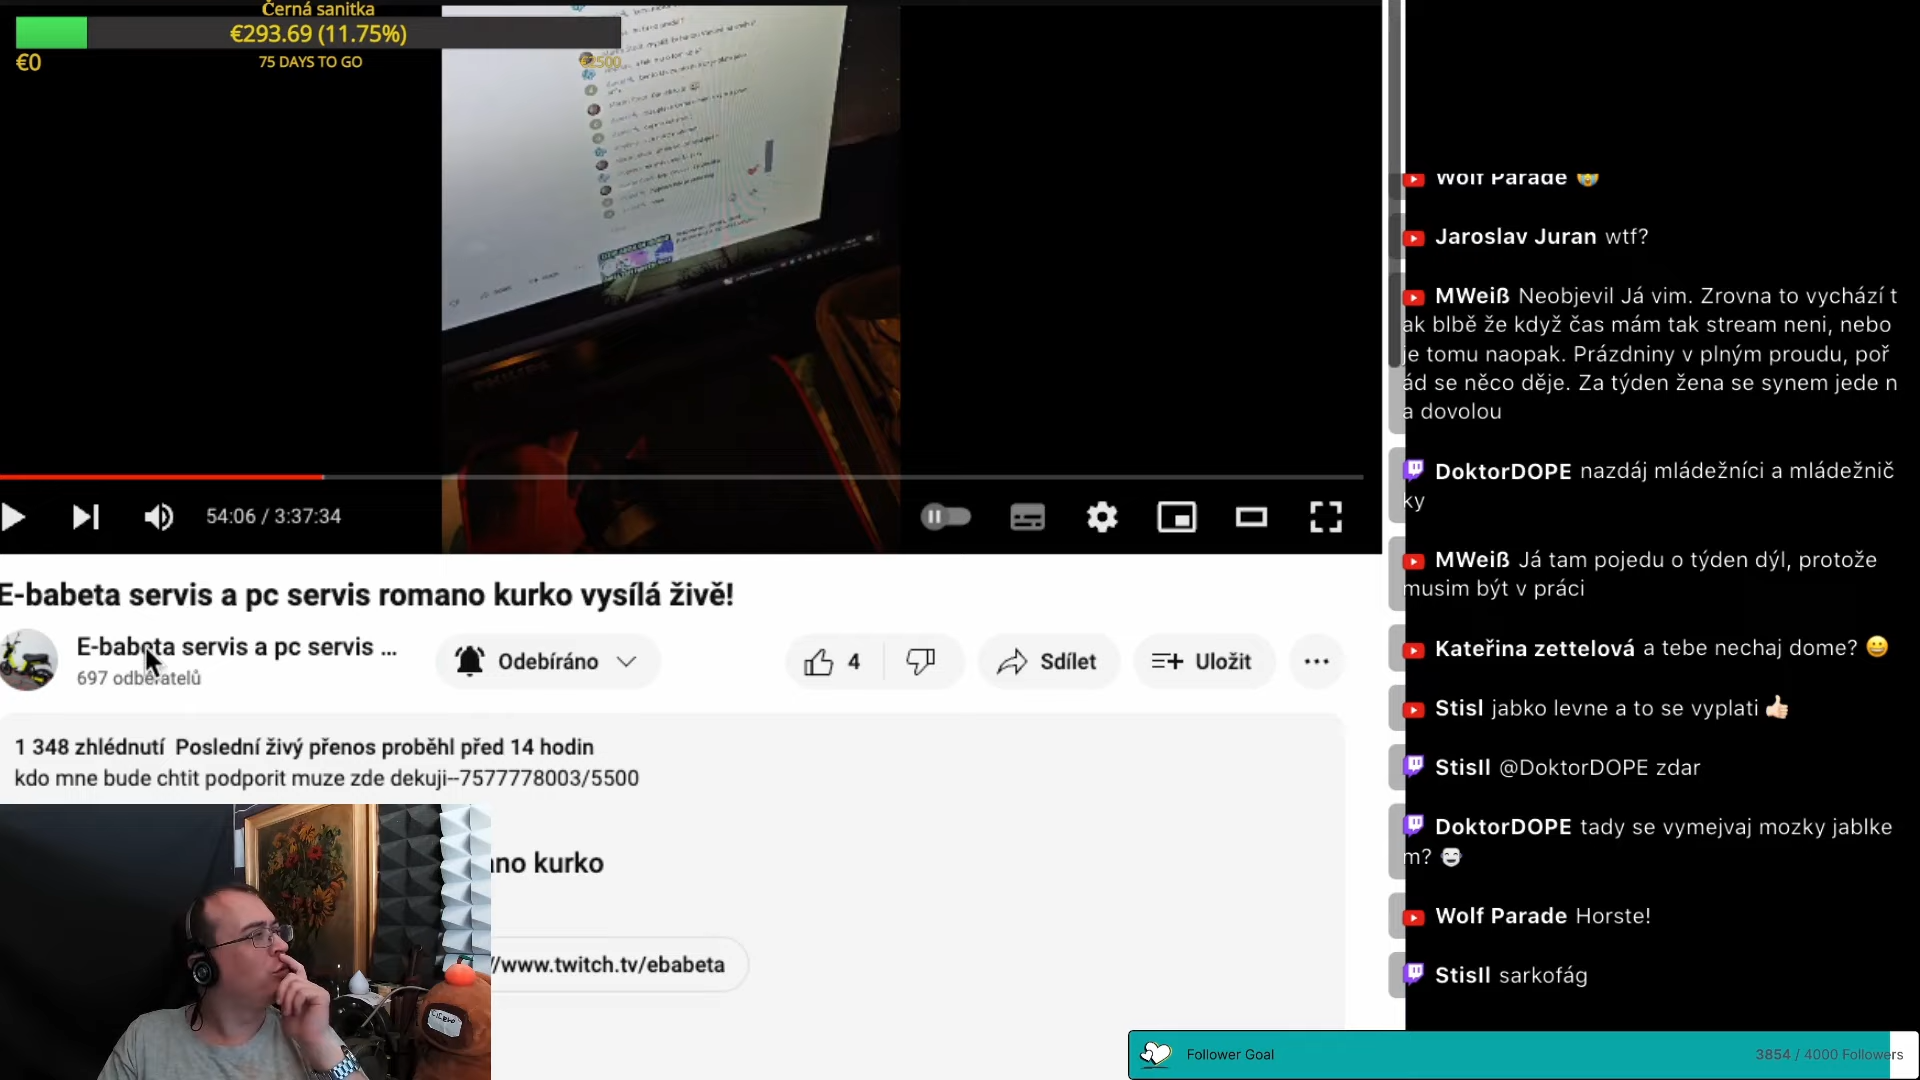 Černá sanitka
€293.69 (11.75%)
€0
75 DAYS TO GO
€2500
PHILIPS
54:06 / 3:37:34
E-babeta servis a pc servis romano kurko vysílá živě!
E-babeta servis a pc servis ...
697 odběratelů
Odebíráno
4
Sdílet
Uložit
1 348 zhlédnutí Poslední živý přenos proběhl před 14 hodin
kdo mne bude chtit podporit muze zde dekuji--7577778003/5500
no kurko
//www.twitch.tv/ebabeta
Wolf Parade 😭
Jaroslav Juran wtf?
MWeiß Neobjevil Já vim. Zrovna to vychází t
ak blbě že když čas mám tak stream neni, nebo
je tomu naopak. Prázdniny v plným proudu, poř
ád se něco děje. Za týden žena se synem jede n
a dovolou
DoktorDOPE nazdáj mládežníci a mládežnič
ky
MWeiß Já tam pojedu o týden dýl, protože
musim být v práci
Kateřina zettelová a tebe nechaj dome? 😀
Stisl jabko levne a to se vyplati 👍🏻
StisII @DoktorDOPE zdar
DoktorDOPE tady se vymejvaj mozky jablke
m?
Wolf Parade Horste!
StisII sarkofág
Follower Goal
3854 / 4000 Followers